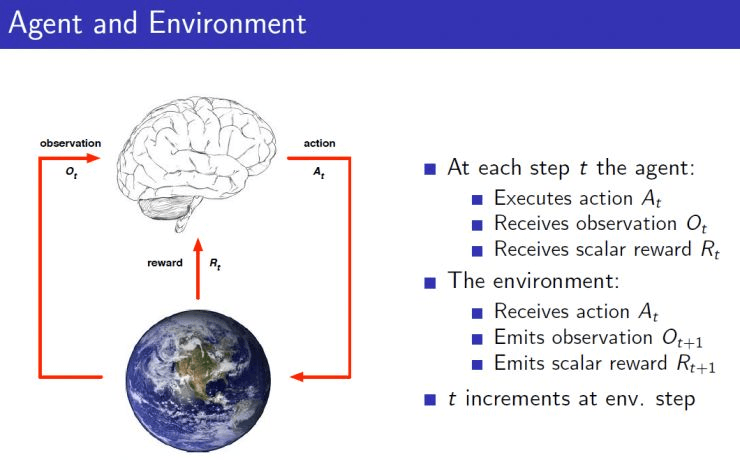 Agent and Environment
observation
O_t
action
A_t
reward
R_t
At each step t the agent:
Executes action A_t
Receives observation O_t
Receives scalar reward R_t
The environment:
Receives action A_t
Emits observation O_{t+1}
Emits scalar reward R_{t+1}
t increments at env. step